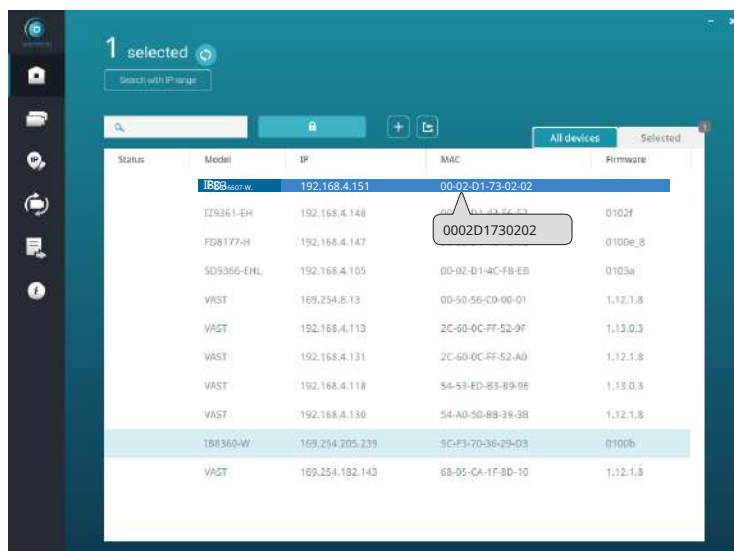 1 selected
Search with IP range
All devices Selected 1
Status Model IP MAC Firmware
192.168.4.151 00-02-D1-73-02-02
IZ9361-EH 192.168.4.148 0102f
0002D1730202
FD8177-H 192.168.4.147 0100e_8
SD9366-EHL 192.168.4.105 00-02-D1-4C-FB-EB 0103a
VAST 169.254.8.13 00-50-56-C0-00-01 1.12.1.8
VAST 192.168.4.113 2C-60-0C-FF-52-9F 1.13.0.3
VAST 192.168.4.131 2C-60-0C-FF-52-A0 1.12.1.8
VAST 192.168.4.118 54-53-ED-B3-B9-9E 1.13.0.3
VAST 192.168.4.130 54-A0-50-8B-39-3B 1.12.1.8
IB8360-W 169.254.205.239 5C-F3-70-36-29-D3 0100b
VAST 169.254.182.143 68-05-CA-1F-8D-10 1.12.1.8